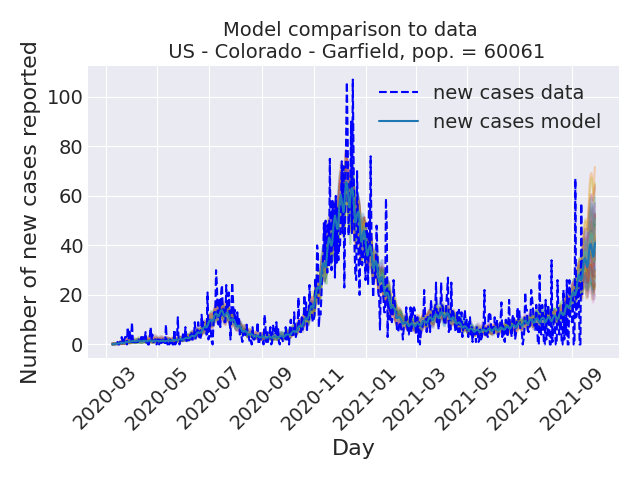 Model comparison to data
US - Colorado - Garfield, pop. = 60061
Number of new cases reported
100
80
60
40
20
0
new cases data
new cases model
2020-03
2020-05
2020-07
2020-09
2020-11
2021-01
2021-03
2021-05
2021-07
2021-09
Day